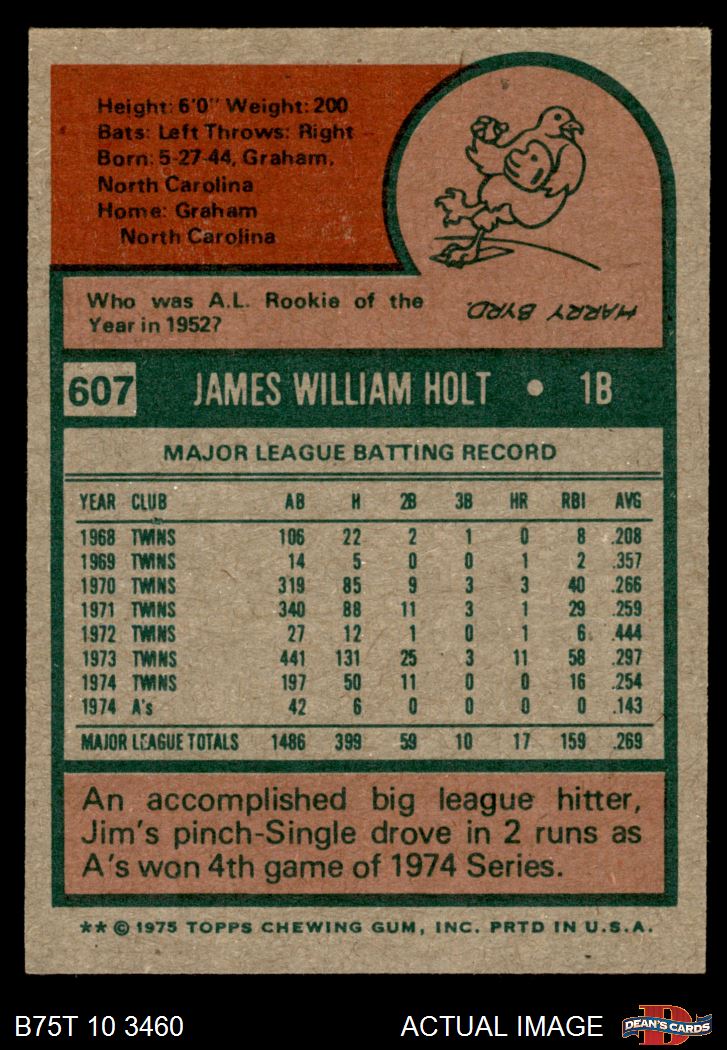 Height: 6'0" Weight: 200
Bats: Left Throws: Right
Born: 5-27-44, Graham,
North Carolina
Home: Graham
North Carolina
Who was A.L. Rookie of the
Year in 1952?
HARRY BYRD.
607 JAMES WILLIAM HOLT • 1B
MAJOR LEAGUE BATTING RECORD
YEAR CLUB AB H 2B 3B HR RBI AVG
1968 TWINS 106 22 2 1 0 8 .208
1969 TWINS 14 5 0 0 1 2 .357
1970 TWINS 319 85 9 3 3 40 .266
1971 TWINS 340 88 11 3 1 29 .259
1972 TWINS 27 12 1 0 1 6 .444
1973 TWINS 441 131 25 3 11 58 .297
1974 TWINS 197 50 11 0 0 16 .254
1974 A's 42 6 0 0 0 0 .143
MAJOR LEAGUE TOTALS 1486 399 59 10 17 159 .269
An accomplished big league hitter,
Jim's pinch-Single drove in 2 runs as
A's won 4th game of 1974 Series.
** © 1975 TOPPS CHEWING GUM, INC. PRTD IN U.S.A.
B75T 10 3460 ACTUAL IMAGE D DEAN'S CARDS